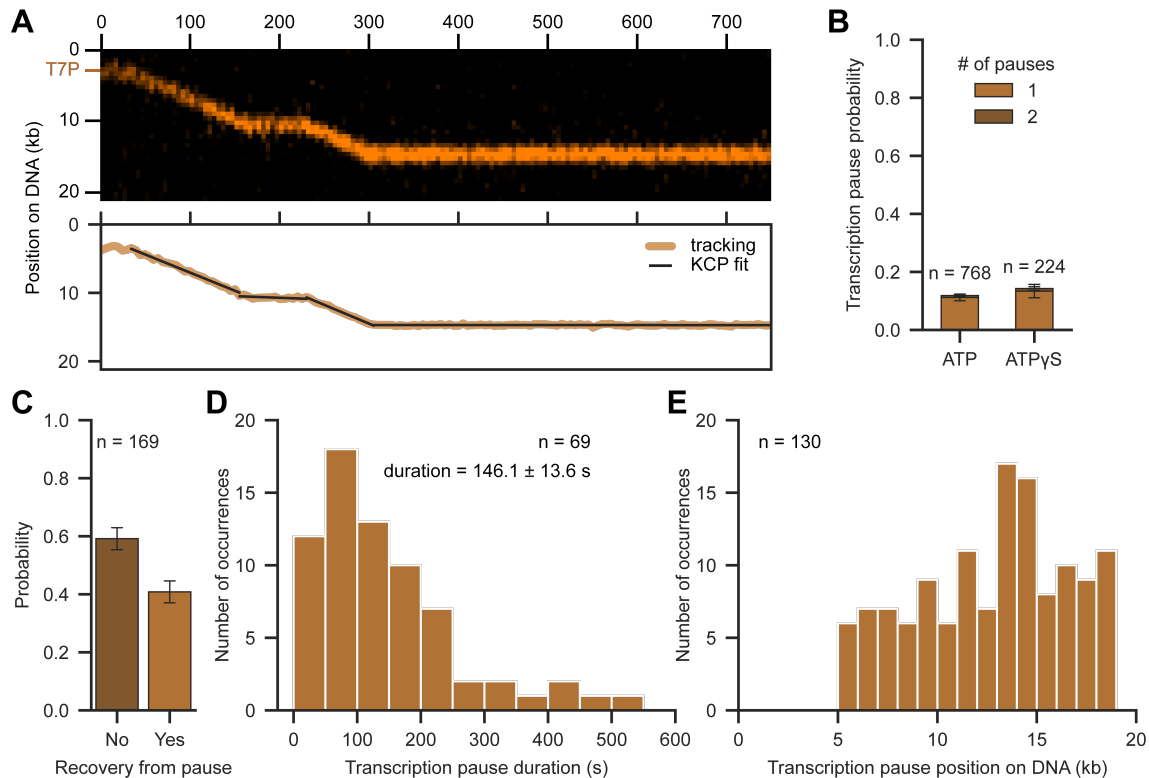 A
0 100 200 300 400 500 600 700
0
T7P
10
20
Position on DNA (kb)
0
10
20
tracking
KCP fit
B
1.0
0.8
0.6
0.4
0.2
0.0
Transcription pause probability
# of pauses
1
2
n = 768
n = 224
ATP ATPγS
C
1.0
0.8
0.6
0.4
0.2
0.0
Probability
n = 169
No Yes
Recovery from pause
D
20
15
10
5
0
Number of occurrences
n = 69
duration = 146.1 ± 13.6 s
0 100 200 300 400 500 600
Transcription pause duration (s)
E
20
15
10
5
0
Number of occurrences
n = 130
0 5 10 15 20
Transcription pause position on DNA (kb)